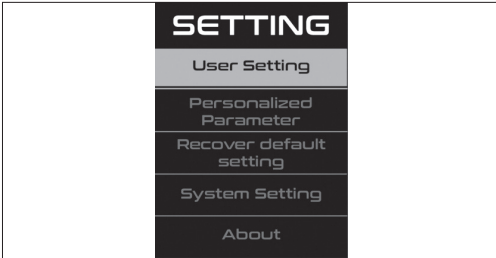 SETTING
User Setting
Personalized
Parameter
Recover default
setting
System Setting
About